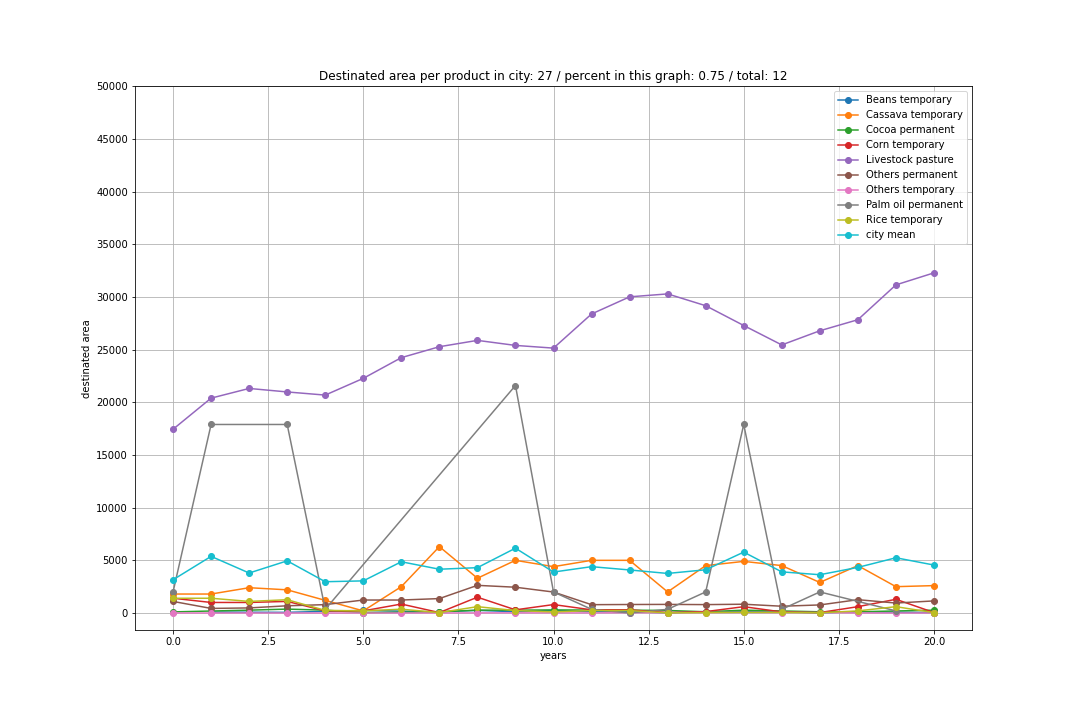 Destinated area per product in city: 27 / percent in this graph: 0.75 / total: 12
50000
45000
40000
35000
30000
25000
20000
15000
10000
5000
0
destinated area
Beans temporary
Cassava temporary
Cocoa permanent
Corn temporary
Livestock pasture
Others permanent
Others temporary
Palm oil permanent
Rice temporary
city mean
0.0 2.5 5.0 7.5 10.0 12.5 15.0 17.5 20.0
years